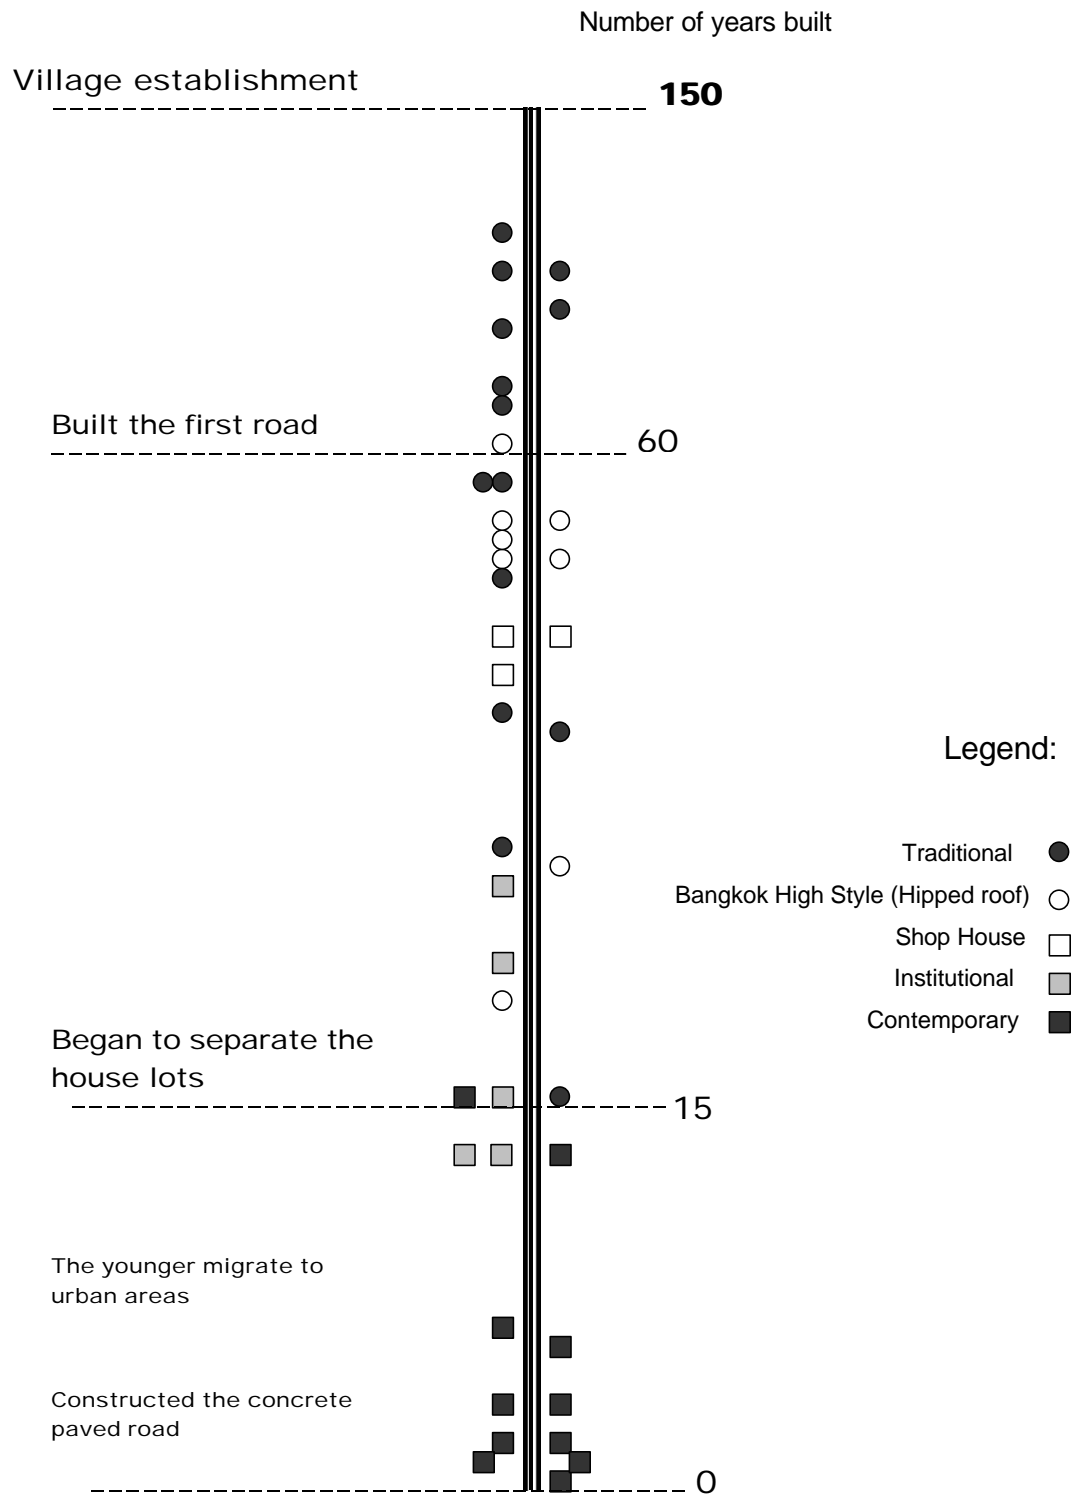 Number of years built
Village establishment
150
Built the first road
60
Legend:
Traditional
Bangkok High Style (Hipped roof)
Shop House
Institutional
Contemporary
Began to separate the
house lots
15
The younger migrate to
urban areas
Constructed the concrete
paved road
0